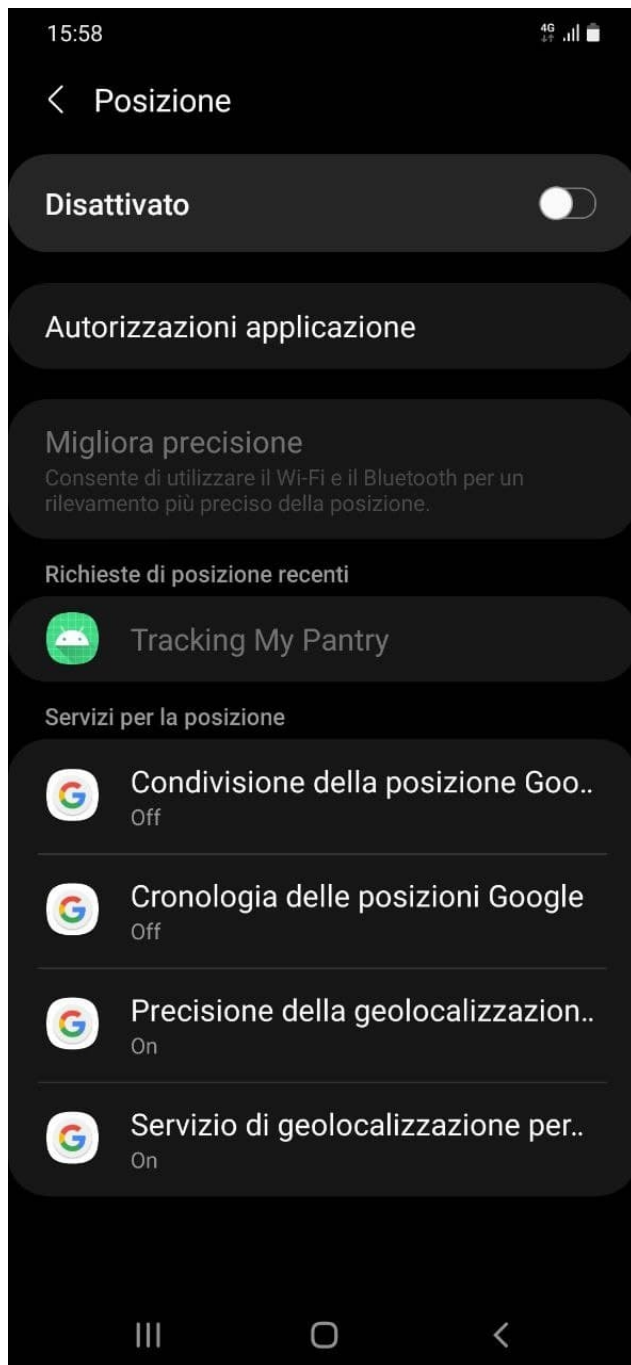 15:58
4G
Posizione
Disattivato
Autorizzazioni applicazione
Migliora precisione
Consente di utilizzare il Wi-Fi e il Bluetooth per un
rilevamento più preciso della posizione.
Richieste di posizione recenti
Tracking My Pantry
Servizi per la posizione
Condivisione della posizione Goo..
Off
Cronologia delle posizioni Google
Off
Precisione della geolocalizzazion..
On
Servizio di geolocalizzazione per..
On